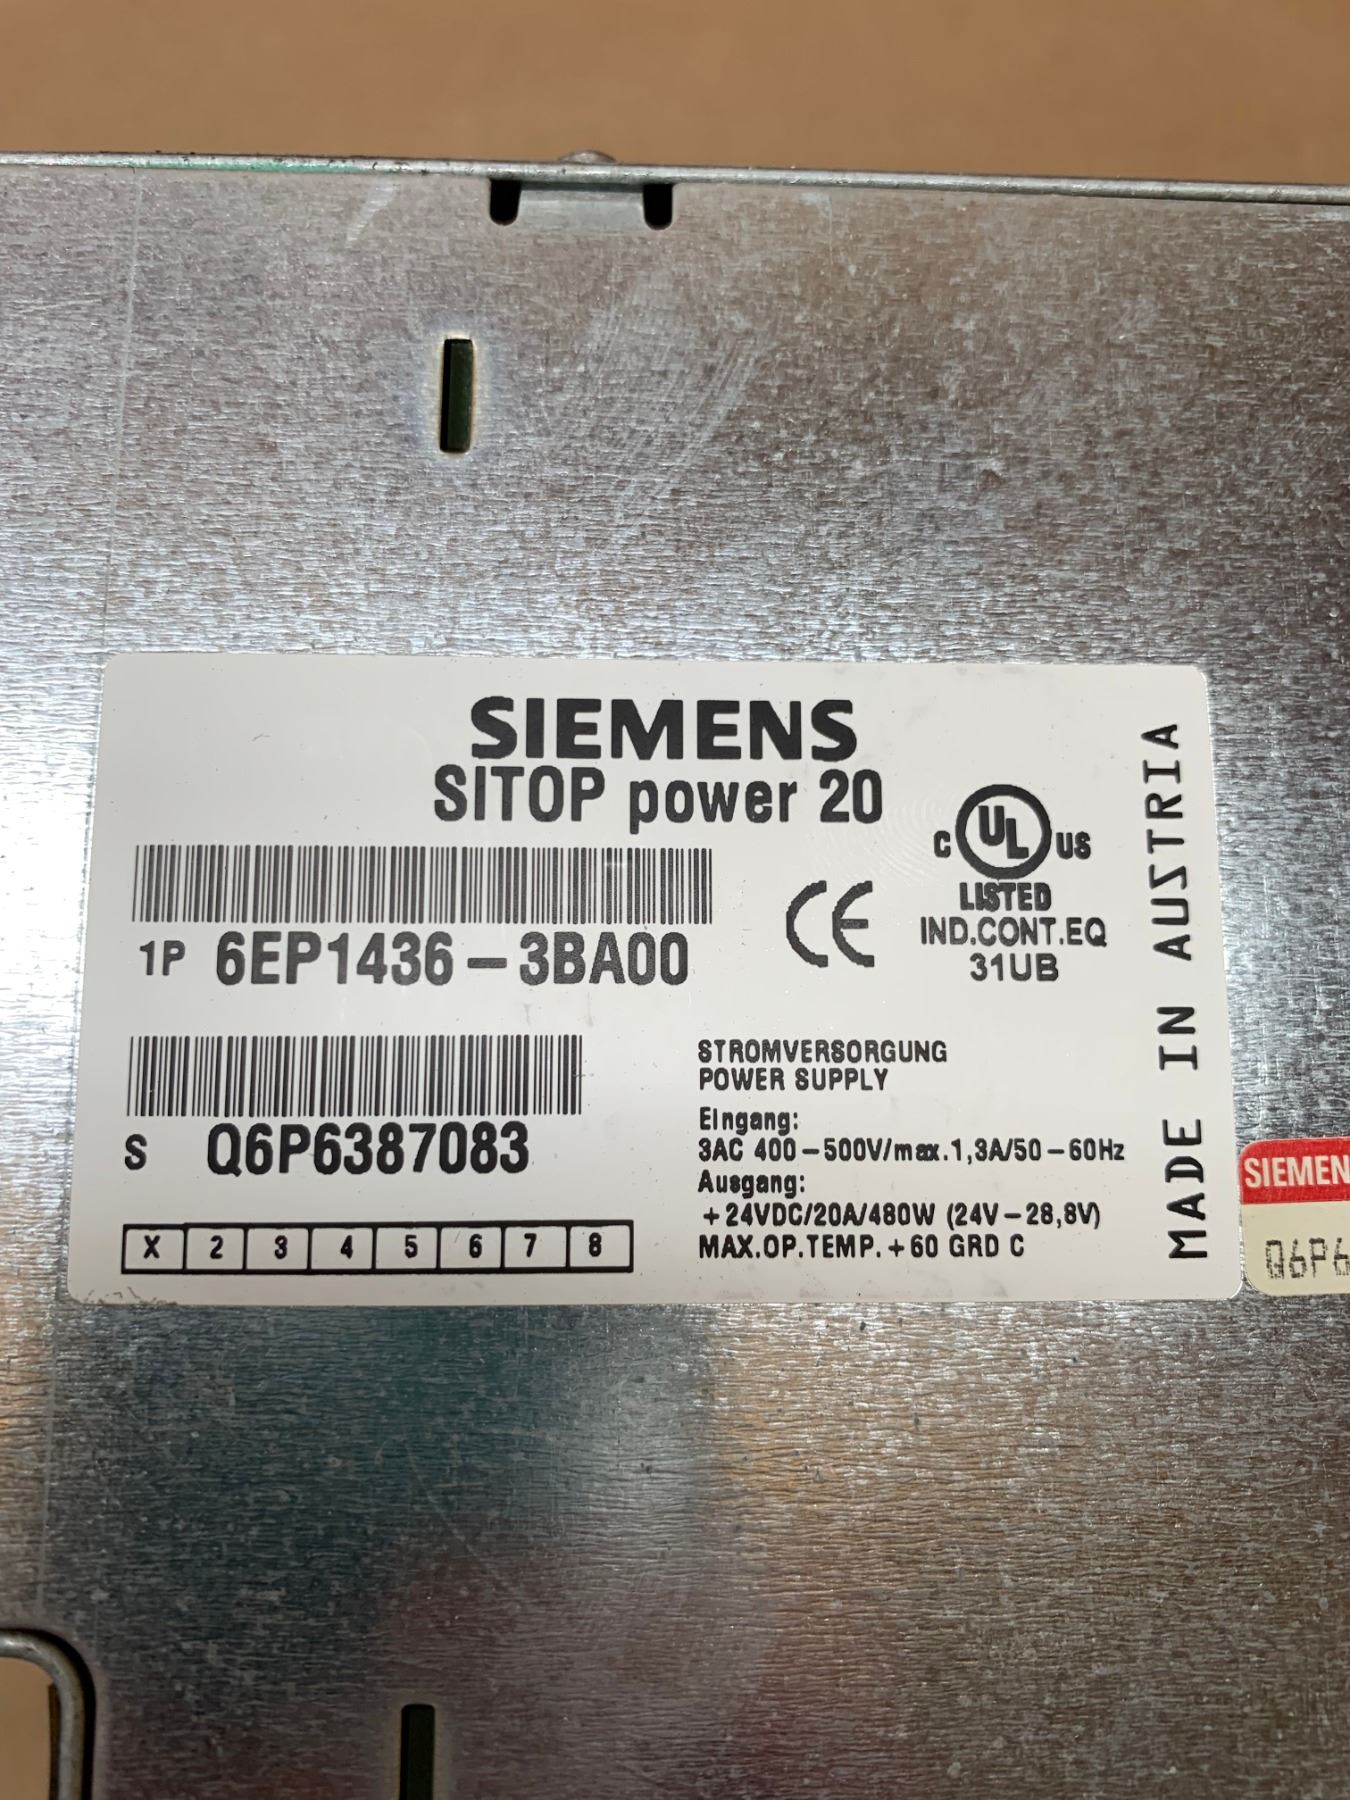 SIEMENS
SITOP power 20
C UL US
LISTED
IND.CONT.EQ
31UB
CE
1P 6EP1436-3BA00
S Q6P6387083
X 2 3 4 5 6 7 8
STROMVERSORGUNG
POWER SUPPLY
Eingang:
3AC 400-500V/max.1,3A/50-60Hz
Ausgang:
+24VDC/20A/480W (24V-28,8V)
MAX.OP.TEMP.+60 GRD C
MADE IN AUSTRIA
SIEMEN
Q6P6